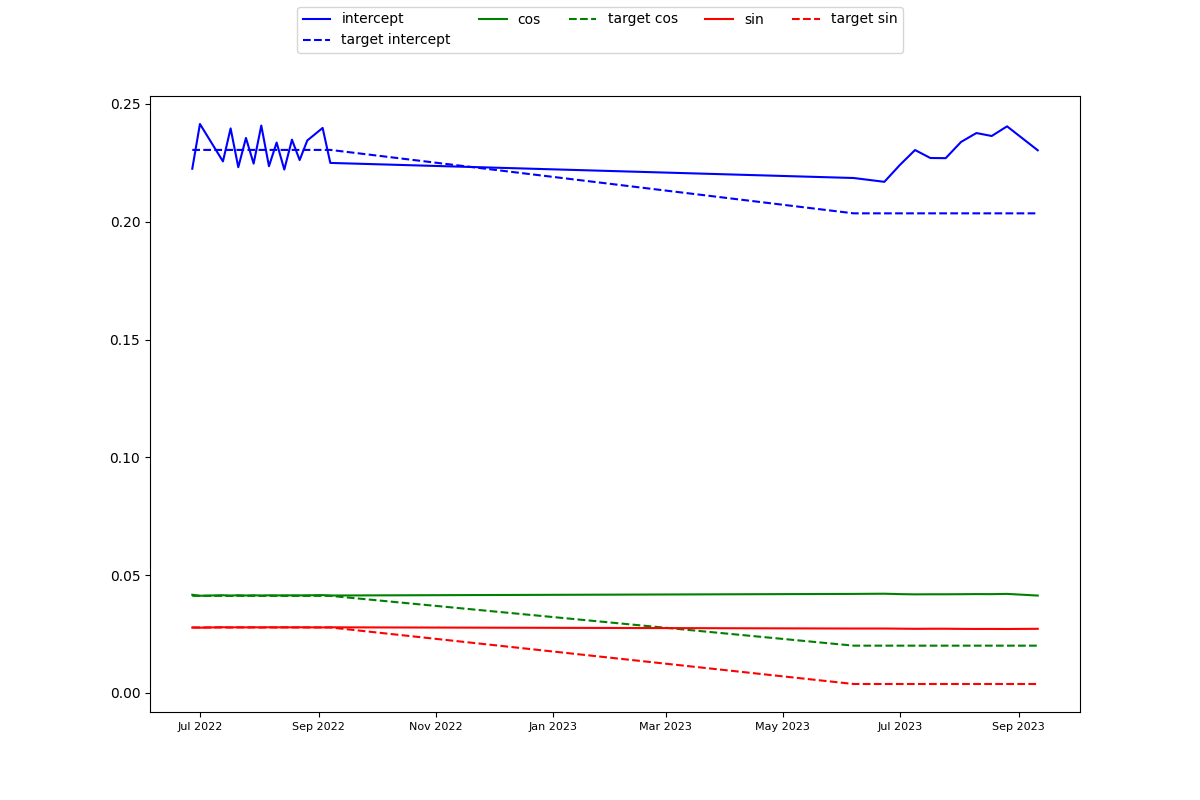 intercept cos target cos sin target sin
target intercept
0.25
0.20
0.15
0.10
0.05
0.00
Jul 2022 Sep 2022 Nov 2022 Jan 2023 Mar 2023 May 2023 Jul 2023 Sep 2023